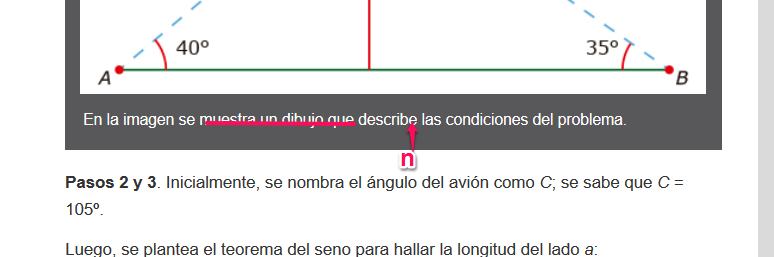 40º
35º
A
B
En la imagen se muestra un dibujo que describe las condiciones del problema.
n
Pasos 2 y 3. Inicialmente, se nombra el ángulo del avión como C; se sabe que C =
105º.
Luego, se plantea el teorema del seno para hallar la longitud del lado a: